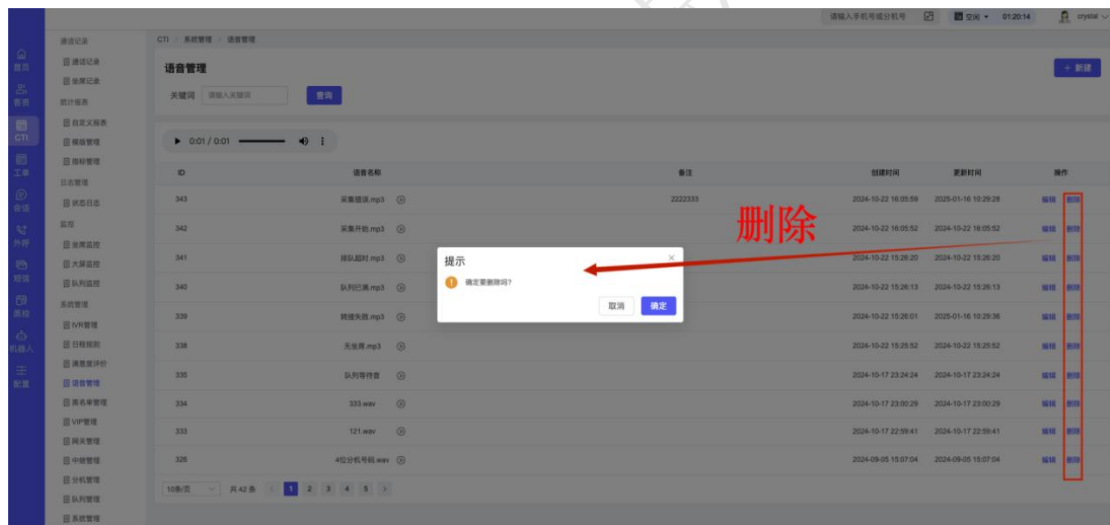 请输入手机号或分机号 空闲 01:20:14 crystal
首页
客资
CTI
工单
会话
外呼
短信
质检
机器人
配置
通话记录
通话记录
坐席记录
统计报表
自定义报表
模版管理
指标管理
日志管理
状态日志
监控
坐席监控
大屏监控
队列监控
系统管理
IVR管理
日程规则
满意度评价
语音管理
黑名单管理
VIP管理
网关管理
中继管理
分机管理
队列管理
系统管理
CTI / 系统管理 / 语音管理
语音管理 + 新建
关键词 请输入关键词 查询
0:01 / 0:01
ID 语音名称 备注 创建时间 更新时间 操作
343 采集错误.mp3 2222333 2024-10-22 16:05:59 2025-01-16 10:29:28 编辑 删除
342 采集开始.mp3 2024-10-22 16:05:52 2024-10-22 16:05:52 编辑 删除
341 排队超时.mp3 2024-10-22 15:26:20 2024-10-22 15:26:20 编辑 删除
340 队列已满.mp3 2024-10-22 15:26:13 2024-10-22 15:26:13 编辑 删除
339 转接失败.mp3 2024-10-22 15:26:01 2025-01-16 10:29:36 编辑 删除
338 无坐席.mp3 2024-10-22 15:25:52 2024-10-22 15:25:52 编辑 删除
335 队列等待音 2024-10-17 23:24:24 2024-10-17 23:24:24 编辑 删除
334 333.wav 2024-10-17 23:00:29 2024-10-17 23:00:29 编辑 删除
333 121.wav 2024-10-17 22:59:41 2024-10-17 22:59:41 编辑 删除
326 4位分机号码.wav 2024-09-05 15:07:04 2024-09-05 15:07:04 编辑 删除
10条/页 共 42 条 1 2 3 4 5
删除
提示
确定要删除吗?
取消 确定